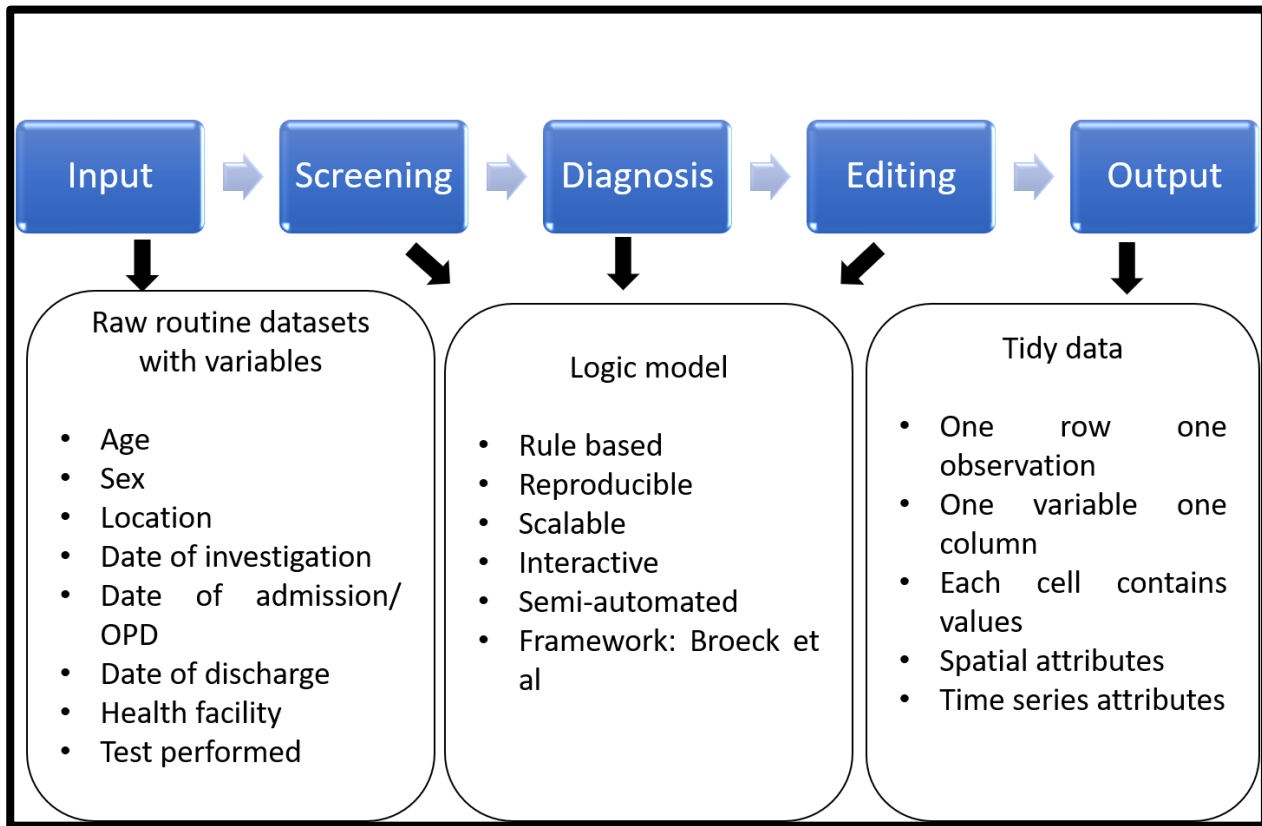 Input
Screening
Diagnosis
Editing
Output
Raw routine datasets
with variables
• Age
• Sex
• Location
• Date of investigation
• Date of admission/
OPD
• Date of discharge
• Health facility
• Test performed
Logic model
• Rule based
• Reproducible
• Scalable
• Interactive
• Semi-automated
• Framework: Broeck et
al
Tidy data
• One row one
observation
• One variable one
column
• Each cell contains
values
• Spatial attributes
• Time series attributes